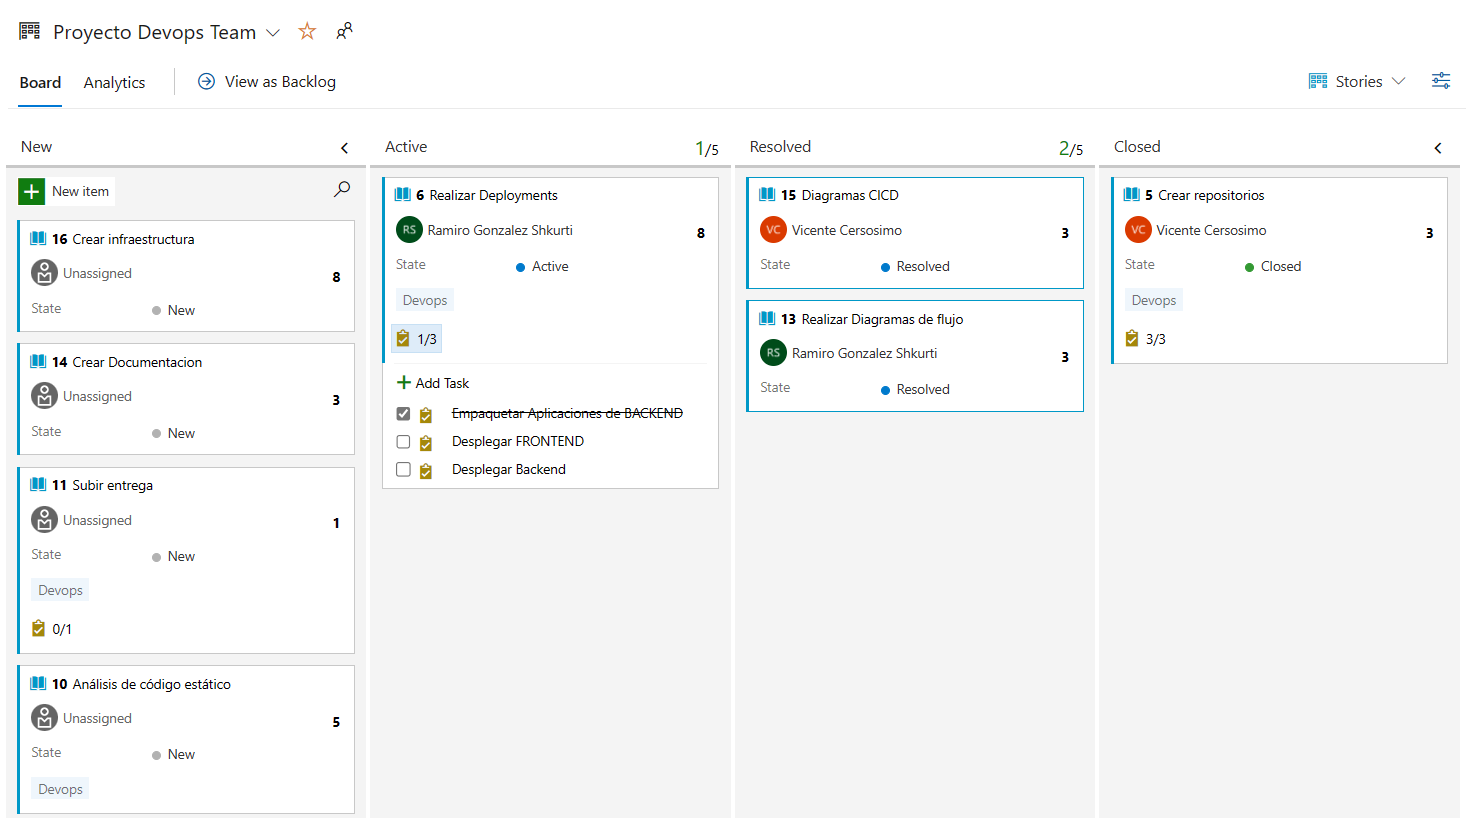 Proyecto Devops Team
Board Analytics View as Backlog Stories
New
New item
16 Crear infraestructura
Unassigned 8
State New
14 Crear Documentacion
Unassigned 3
State New
11 Subir entrega
Unassigned 1
State New
Devops
0/1
10 Análisis de código estático
Unassigned 5
State New
Devops
Active 1/5
6 Realizar Deployments
RS Ramiro Gonzalez Shkurti 8
State Active
Devops
1/3
Add Task
Empaquetar Aplicaciones de BACKEND
Desplegar FRONTEND
Desplegar Backend
Resolved 2/5
15 Diagramas CICD
VC Vicente Cersosimo 3
State Resolved
13 Realizar Diagramas de flujo
RS Ramiro Gonzalez Shkurti 3
State Resolved
Closed
5 Crear repositorios
VC Vicente Cersosimo 3
State Closed
Devops
3/3